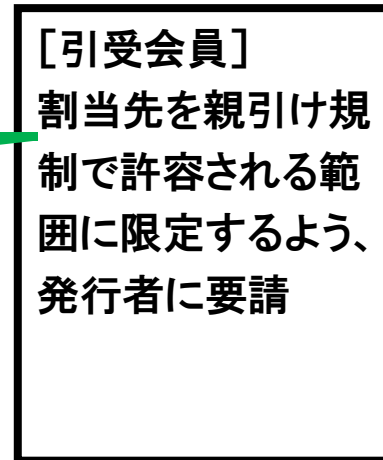 ［引受会員］
割当先を親引け規
制で許容される範
囲に限定するよう、
発行者に要請